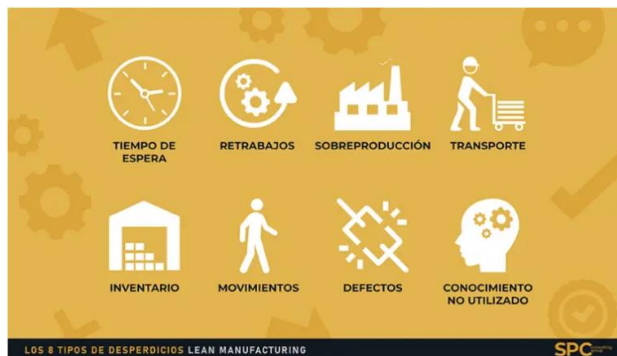 TIEMPO DE
ESPERA
RETRABAJOS
SOBREPRODUCCIÓN
TRANSPORTE
INVENTARIO
MOVIMIENTOS
DEFECTOS
CONOCIMIENTO
NO UTILIZADO
LOS 8 TIPOS DE DESPERDICIOS LEAN MANUFACTURING
SPC